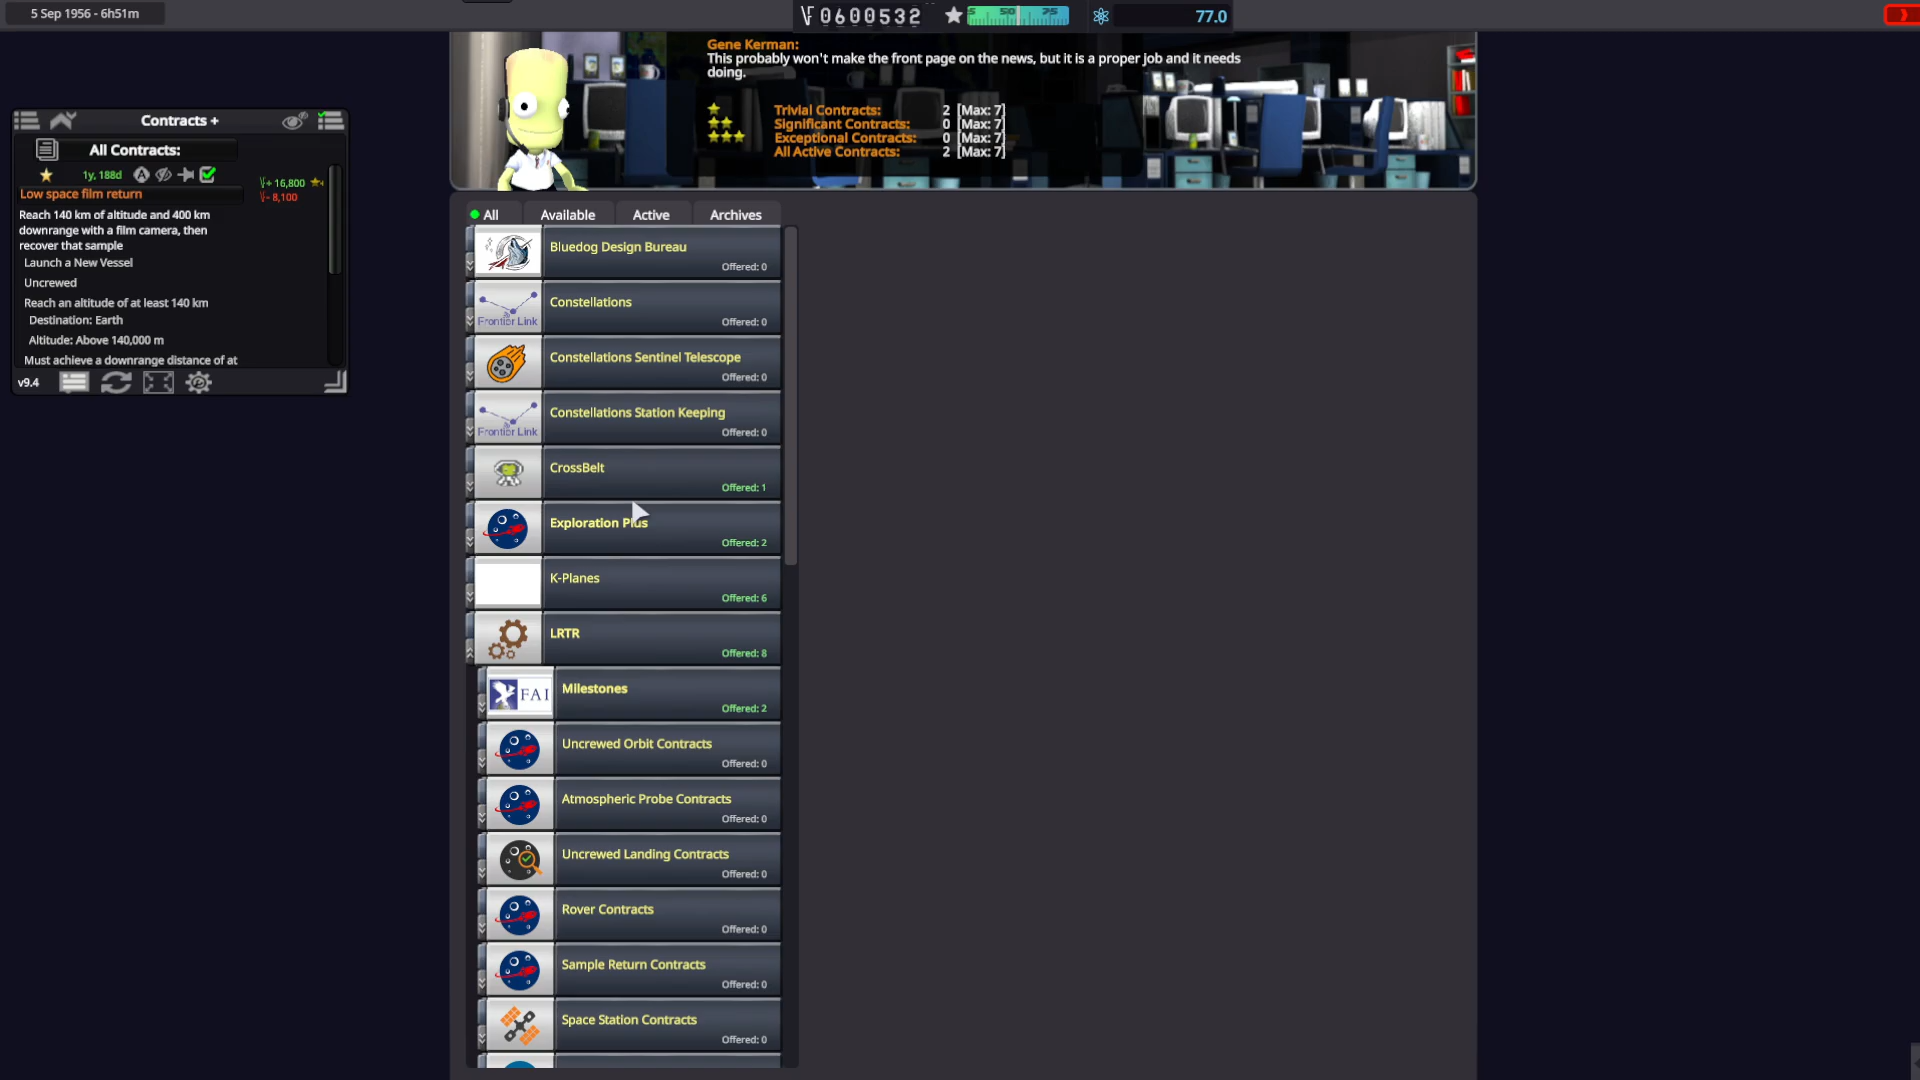 5 Sep 1956 - 6h51m
0600532
50
75
77.0
Gene Kerman:
This probably won't make the front page on the news, but it is a proper job and it needs
doing.
Trivial Contracts: 2 [Max: 7]
Significant Contracts: 0 [Max: 7]
Exceptional Contracts: 0 [Max: 7]
All Active Contracts: 2 [Max: 7]
Contracts +
All Contracts:
1y, 188d
A
+ 16,800
- 8,100
Low space film return
Reach 140 km of altitude and 400 km
downrange with a film camera, then
recover that sample
Launch a New Vessel
Uncrewed
Reach an altitude of at least 140 km
Destination: Earth
Altitude: Above 140,000 m
Must achieve a downrange distance of at
v9.4
All Available Active Archives
Bluedog Design Bureau
Offered: 0
Constellations
Frontier Link
Offered: 0
Constellations Sentinel Telescope
Offered: 0
Constellations Station Keeping
Frontier Link
Offered: 0
CrossBelt
Offered: 1
Exploration Plus
Offered: 2
K-Planes
Offered: 6
LRTR
Offered: 8
FAI
Milestones
Offered: 2
Uncrewed Orbit Contracts
Offered: 0
Atmospheric Probe Contracts
Offered: 0
Uncrewed Landing Contracts
Offered: 0
Rover Contracts
Offered: 0
Sample Return Contracts
Offered: 0
Space Station Contracts
Offered: 0